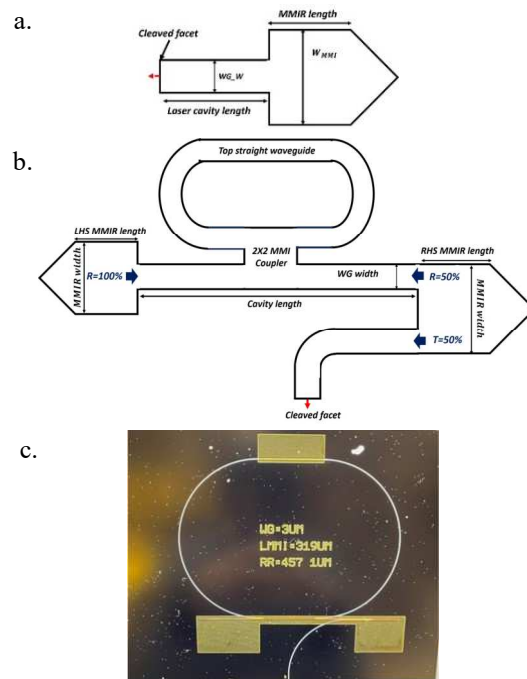 a.
MMIR length
Cleaved facet
WG_W
W_MMI
Laser cavity length
b.
Top straight waveguide
LHS MMIR length
2X2 MMI
Coupler
RHS MMIR length
MMIR width
R=100%
WG width
R=50%
MMIR width
Cavity length
T=50%
Cleaved facet
c.
WG=3UM
LMMI=319UM
RR=457 1UM